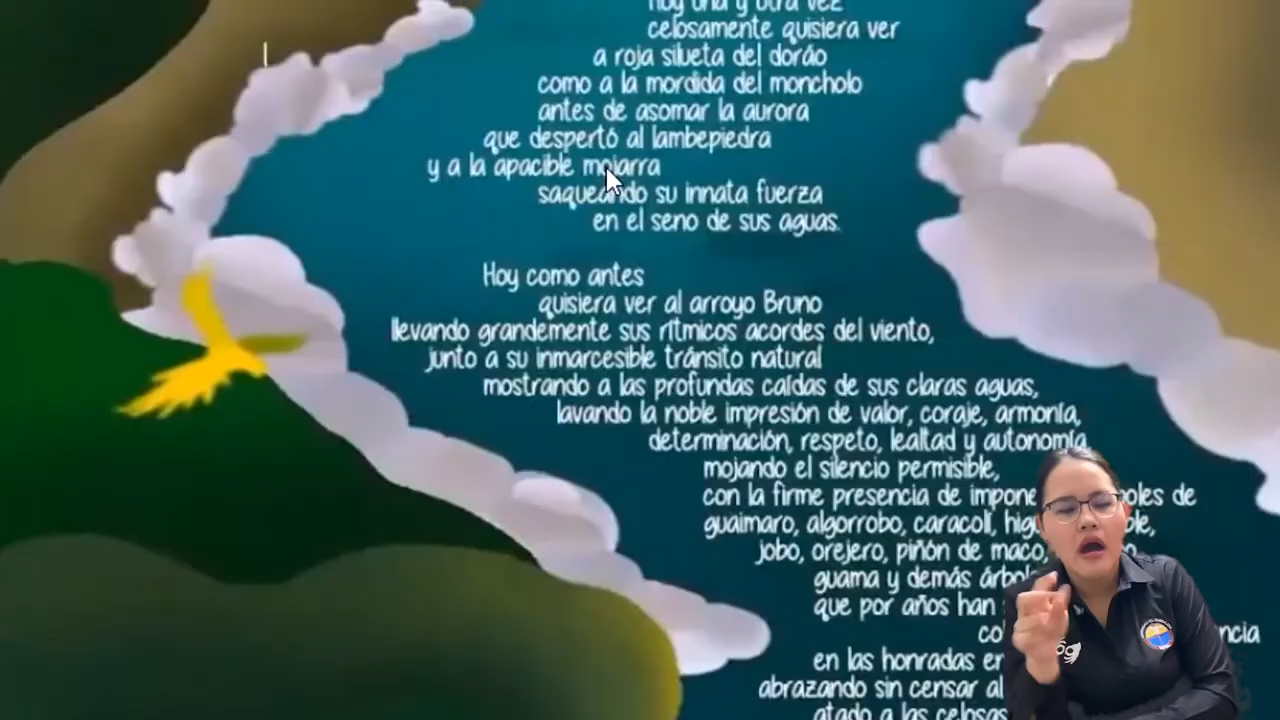 Hoy una y otra vez
celosamente quisiera ver
a roja silueta del doráo
como a la mordida del moncholo
antes de asomar la aurora
que despertó al lambepiedra
y a la apacible mojarra
saqueando su innata fuerza
en el seno de sus aguas.
Hoy como antes
quisiera ver al arroyo Bruno
llevando grandemente sus rítmicos acordes del viento,
junto a su inmarcesible tránsito natural
mostrando a las profundas caídas de sus claras aguas,
lavando la noble impresión de valor, coraje, armonía,
determinación, respeto, lealtad y autonomía,
mojando el silencio permisible,
con la firme presencia de de
guaimaro, algorrobo, caracolí,
jobo, orejero, piñón de maco,
guama y demás
que por años han
en las honradas
abrazando sin censar al
atado a las celosas